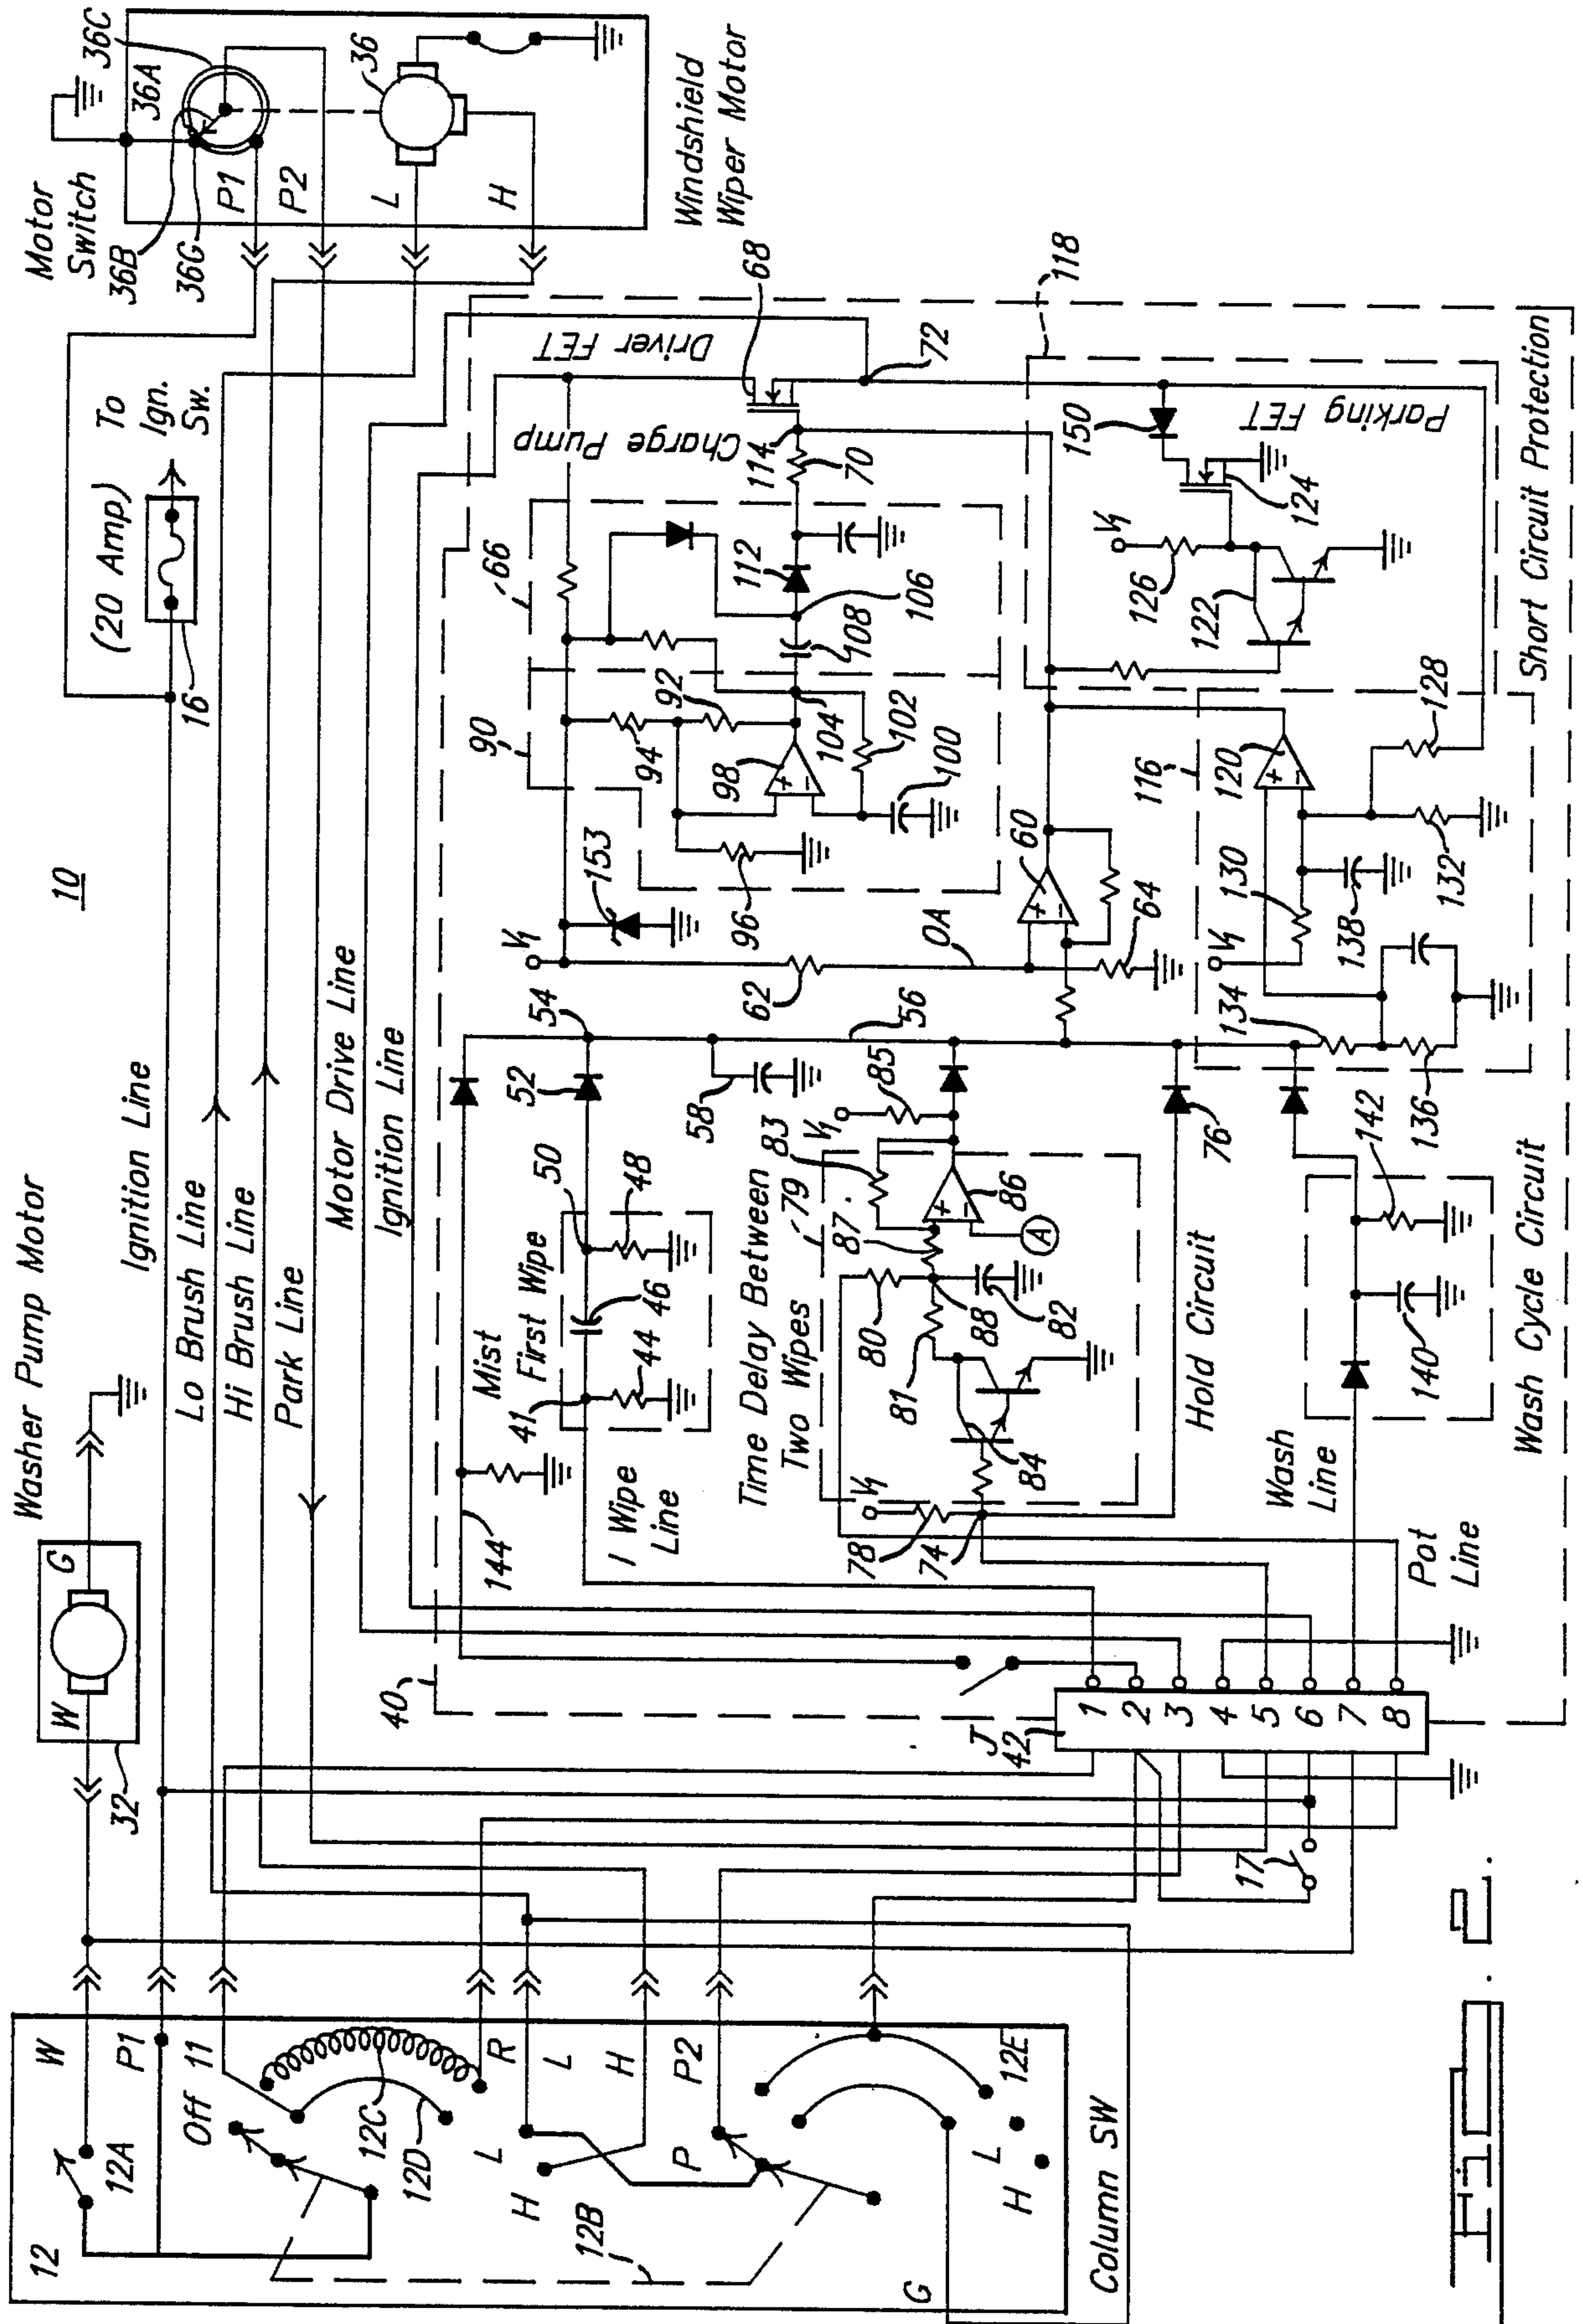 10
Washer Pump Motor
W
G
32
Ignition Line
Lo Brush Line
Hi Brush Line
Park Line
Motor Drive Line
Ignition Line
(20 Amp)
To
Ign.
Sw.
16
Motor
Switch
36B
36G
36A
36C
P1
P2
L
H
36
Windshield
Wiper Motor
12
12A
W
P1
Off
11
12C
12D
R
L
L
H
H
P
P2
12B
12E
L
H
G
Column SW
17
40
J
42
1
2
3
4
5
6
7
8
144
Mist
First Wipe
41
44
46
48
50
52
54
1 Wipe
Line
56
58
Time Delay Between
Two Wipes
79
V1
78
74
80
81
82
83
84
85
V1
86
87
88
A
Hold Circuit
76
Wash
Line
140
142
Pot
Line
Wash Cycle Circuit
V1
153
62
OA
64
60
90
66
92
94
96
98
100
102
104
106
108
112
Charge Pump
114
70
Driver FET
68
72
118
150
Parking FET
124
V1
126
122
116
120
128
130
132
134
136
138
V1
Short Circuit Protection
Fig. 1.